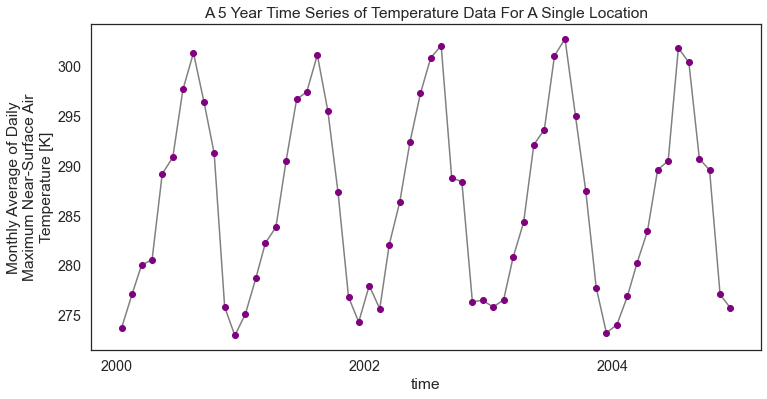 A 5 Year Time Series of Temperature Data For A Single Location
Monthly Average of Daily
Maximum Near-Surface Air
Temperature [K]
300
295
290
285
280
275
2000
2002
2004
time